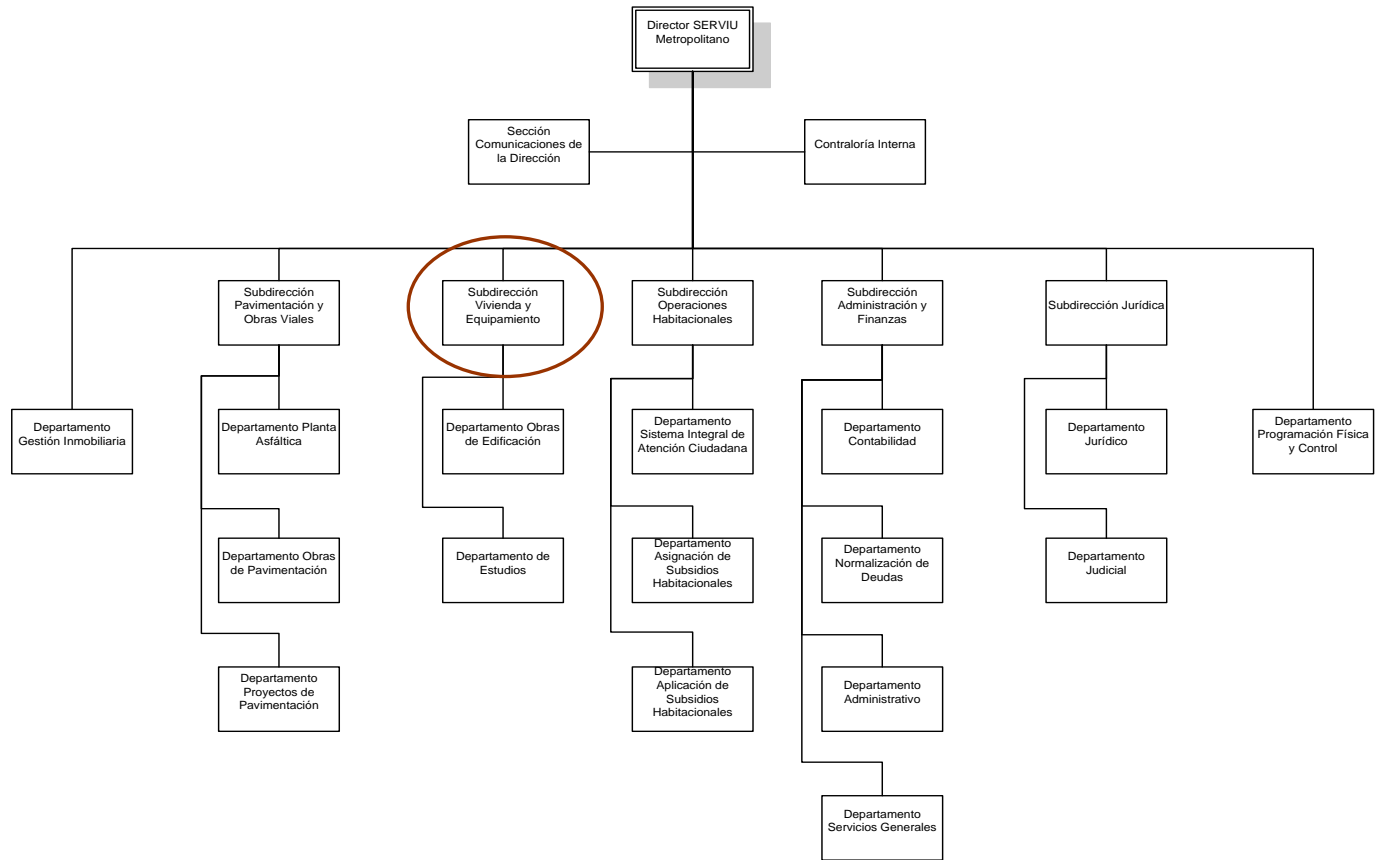 Director SERVIU
Metropolitano
Sección
Comunicaciones de
la Dirección
Contraloría Interna
Subdirección
Pavimentación y
Obras Viales
Subdirección
Vivienda y
Equipamiento
Subdirección
Operaciones
Habitacionales
Subdirección
Administración y
Finanzas
Subdirección Jurídica
Departamento
Gestión Inmobiliaria
Departamento Planta
Asfáltica
Departamento Obras
de Edificación
Departamento
Sistema Integral de
Atención Ciudadana
Departamento
Contabilidad
Departamento
Jurídico
Departamento
Programación Física
y Control
Departamento Obras
de Pavimentación
Departamento de
Estudios
Departamento
Asignación de
Subsidios
Habitacionales
Departamento
Normalización de
Deudas
Departamento
Judicial
Departamento
Proyectos de
Pavimentación
Departamento
Aplicación de
Subsidios
Habitacionales
Departamento
Administrativo
Departamento
Servicios Generales